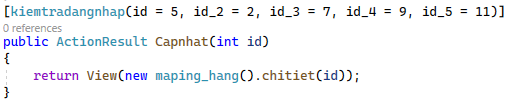 [kiemtradangnhap(id = 5, id_2 = 2, id_3 = 7, id_4 = 9, id_5 = 11)]
0 references
public ActionResult Capnhat(int id)
{
    return View(new maping_hang().chitiet(id));
}